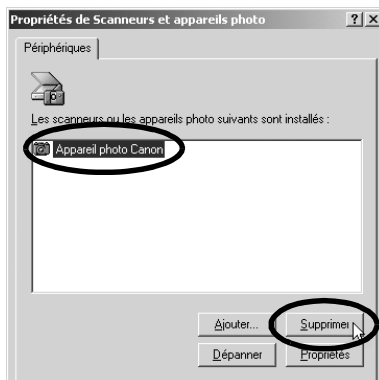 Propriétés de Scanneurs et appareils photo
Périphériques
Les scanneurs ou les appareils photo suivants sont installés :
Appareil photo Canon
Ajouter... Supprimer
Dépanner Propriétés